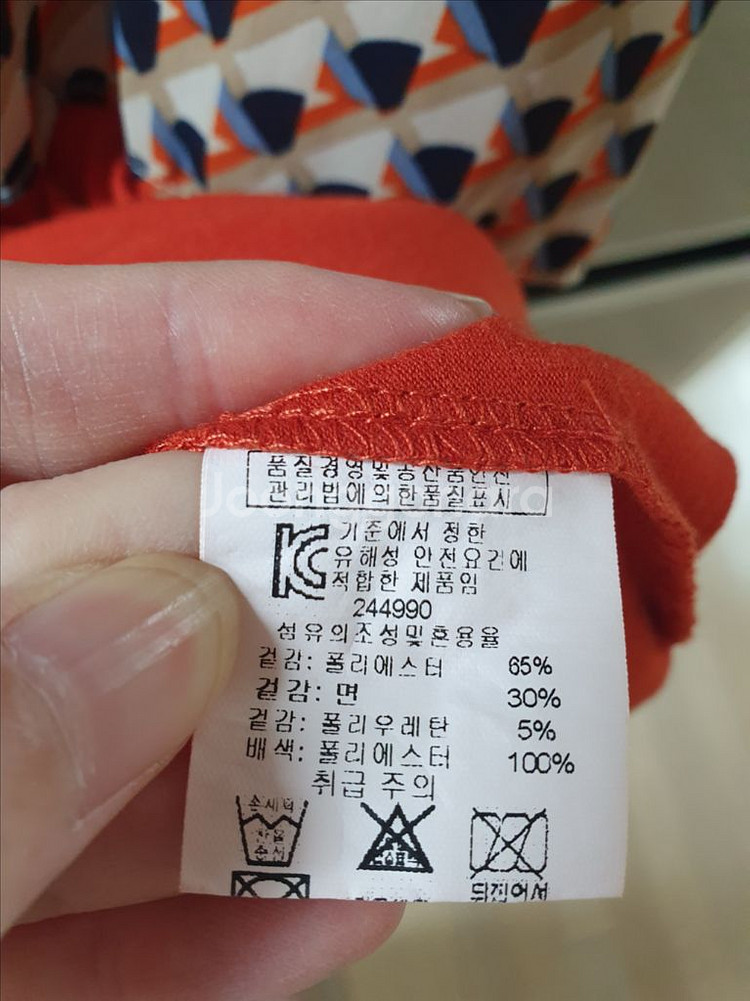 품질경영및공산품안전
관리법에의한품질표시
기준에서 정한
유해성 안전요건에
적합한 제품임
244990
섬유의조성및혼용율
겉감: 폴리에스터 65%
겉감: 면 30%
겉감: 폴리우레탄 5%
배색: 폴리에스터 100%
취급 주의
손세탁
뒤집어서